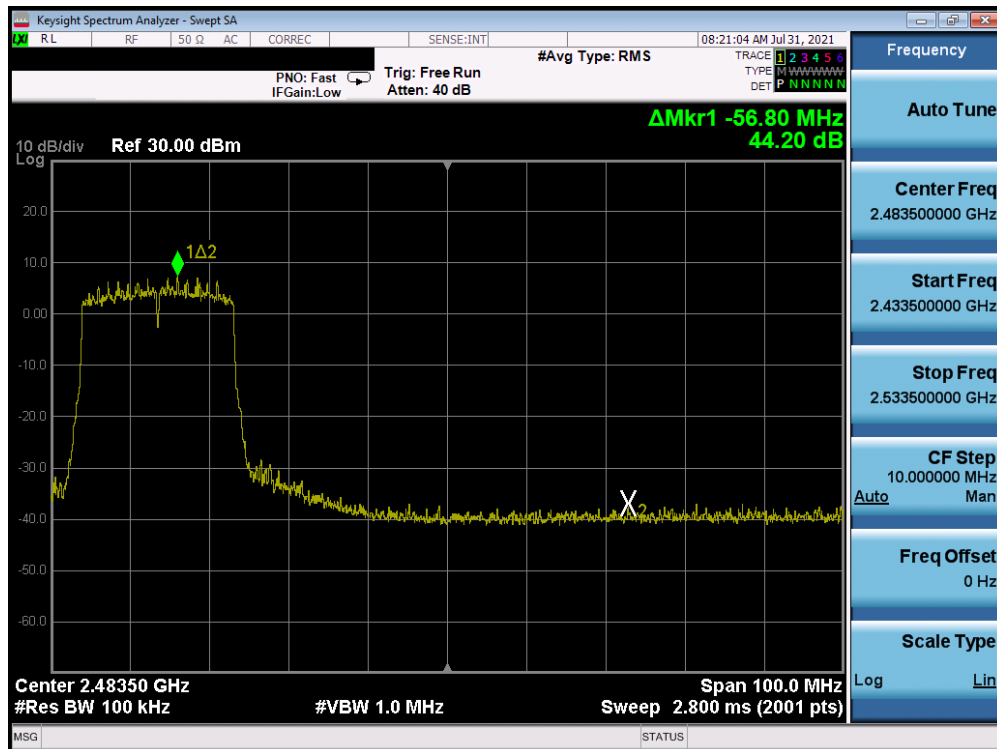 Keysight Spectrum Analyzer - Swept SA
LXI RL RF 50 Ω AC CORREC SENSE:INT 08:21:04 AM Jul 31, 2021
PNO: Fast
IFGain:Low
Trig: Free Run
Atten: 40 dB
#Avg Type: RMS
TRACE 1 2 3 4 5 6
TYPE M WWWWW
DET P N N N N N
ΔMkr1 -56.80 MHz
44.20 dB
10 dB/div Ref 30.00 dBm
Log
20.0
10.0
0.00
-10.0
-20.0
-30.0
-40.0
-50.0
-60.0
1Δ2
X2
Center 2.48350 GHz
Span 100.0 MHz
#Res BW 100 kHz
#VBW 1.0 MHz
Sweep 2.800 ms (2001 pts)
MSG
STATUS
Frequency
Auto Tune
Center Freq
2.483500000 GHz
Start Freq
2.433500000 GHz
Stop Freq
2.533500000 GHz
CF Step
10.000000 MHz
Auto Man
Freq Offset
0 Hz
Scale Type
Log Lin